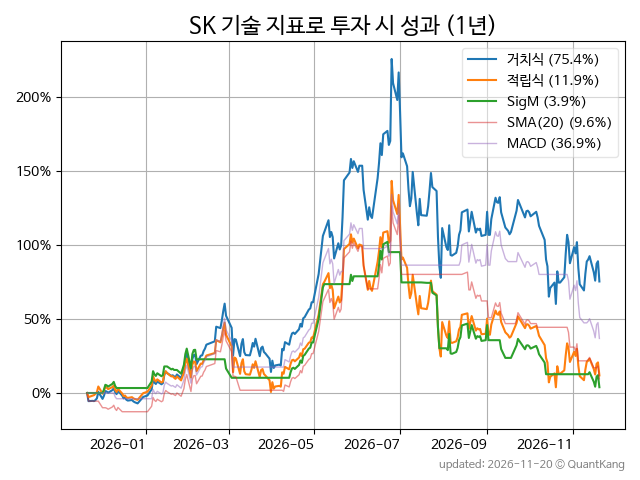 SK 기술 지표로 투자 시 성과 (1년)
거치식 (75.4%)
적립식 (11.9%)
SigM (3.9%)
SMA(20) (9.6%)
MACD (36.9%)
200%
150%
100%
50%
0%
2026-01 2026-03 2026-05 2026-07 2026-09 2026-11
updated: 2026-11-20 © QuantKang